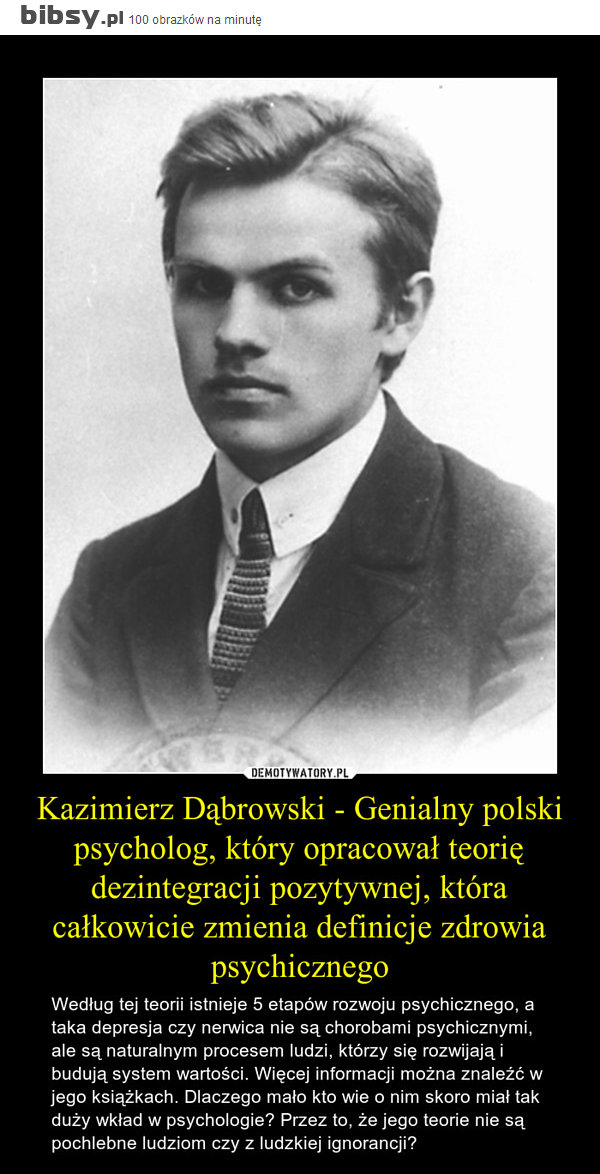 bibsy.pl 100 obrazków na minutę
DEMOTYWATORY.PL
Kazimierz Dąbrowski - Genialny polski
psycholog, który opracował teorię
dezintegracji pozytywnej, która
całkowicie zmienia definicje zdrowia
psychicznego
Według tej teorii istnieje 5 etapów rozwoju psychicznego, a
taka depresja czy nerwica nie są chorobami psychicznymi,
ale są naturalnym procesem ludzi, którzy się rozwijają i
budują system wartości. Więcej informacji można znaleźć w
jego książkach. Dlaczego mało kto wie o nim skoro miał tak
duży wkład w psychologie? Przez to, że jego teorie nie są
pochlebne ludziom czy z ludzkiej ignorancji?